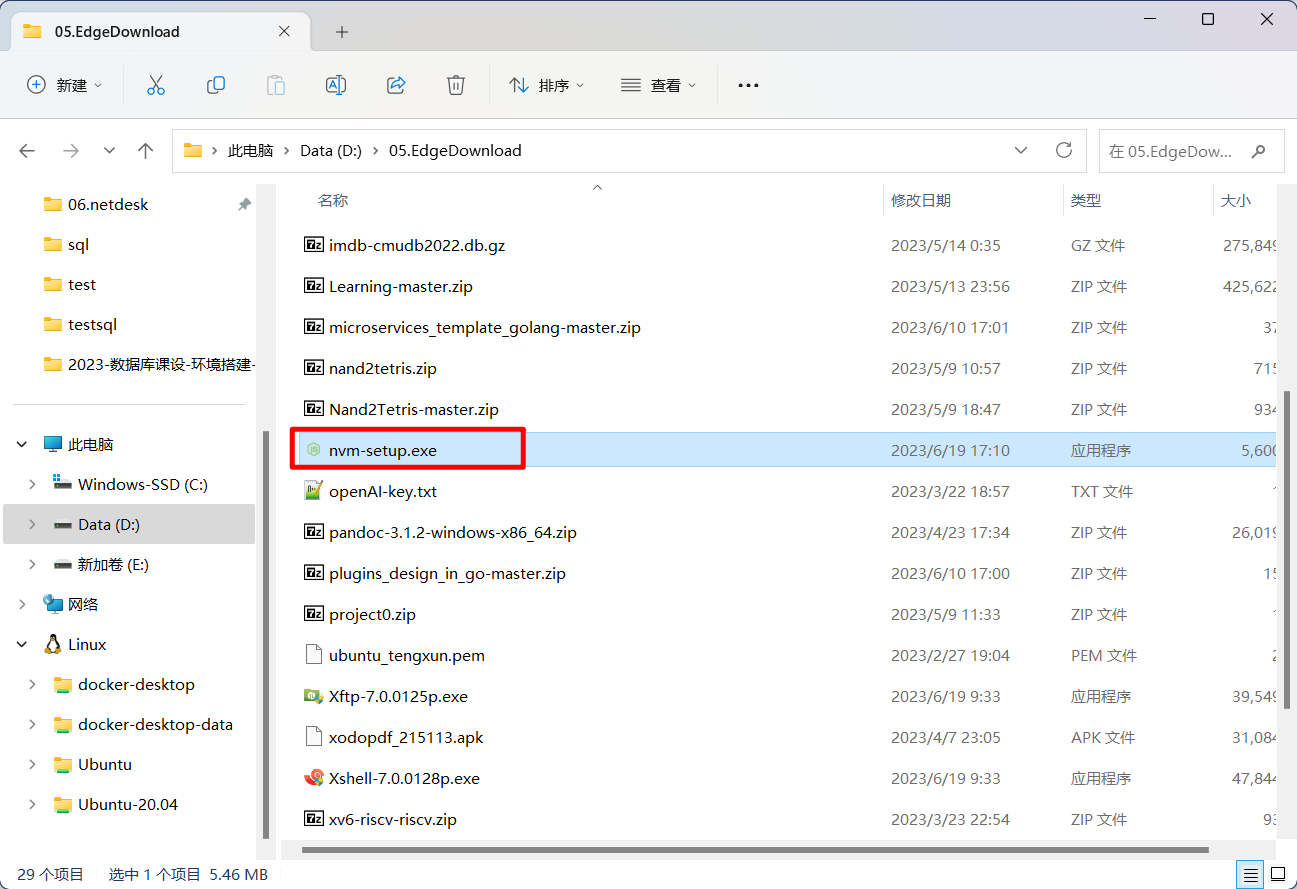 05.EdgeDownload
新建
排序
查看
此电脑 Data (D:) 05.EdgeDownload
在 05.EdgeDow...
06.netdesk
sql
test
testsql
2023-数据库课设-环境搭建-
此电脑
Windows-SSD (C:)
Data (D:)
新加卷 (E:)
网络
Linux
docker-desktop
docker-desktop-data
Ubuntu
Ubuntu-20.04
名称 修改日期 类型 大小
imdb-cmudb2022.db.gz 2023/5/14 0:35 GZ 文件 275,849
Learning-master.zip 2023/5/13 23:56 ZIP 文件 425,622
microservices_template_golang-master.zip 2023/6/10 17:01 ZIP 文件 37
nand2tetris.zip 2023/5/9 10:57 ZIP 文件 715
Nand2Tetris-master.zip 2023/5/9 18:47 ZIP 文件 934
nvm-setup.exe 2023/6/19 17:10 应用程序 5,600
openAI-key.txt 2023/3/22 18:57 TXT 文件
pandoc-3.1.2-windows-x86_64.zip 2023/4/23 17:34 ZIP 文件 26,019
plugins_design_in_go-master.zip 2023/6/10 17:00 ZIP 文件 15
project0.zip 2023/5/9 11:33 ZIP 文件
ubuntu_tengxun.pem 2023/2/27 19:04 PEM 文件 2
Xftp-7.0.0125p.exe 2023/6/19 9:33 应用程序 39,549
xodopdf_215113.apk 2023/4/7 23:05 APK 文件 31,084
Xshell-7.0.0128p.exe 2023/6/19 9:33 应用程序 47,844
xv6-riscv-riscv.zip 2023/3/23 22:54 ZIP 文件 93
29 个项目 选中 1 个项目 5.46 MB